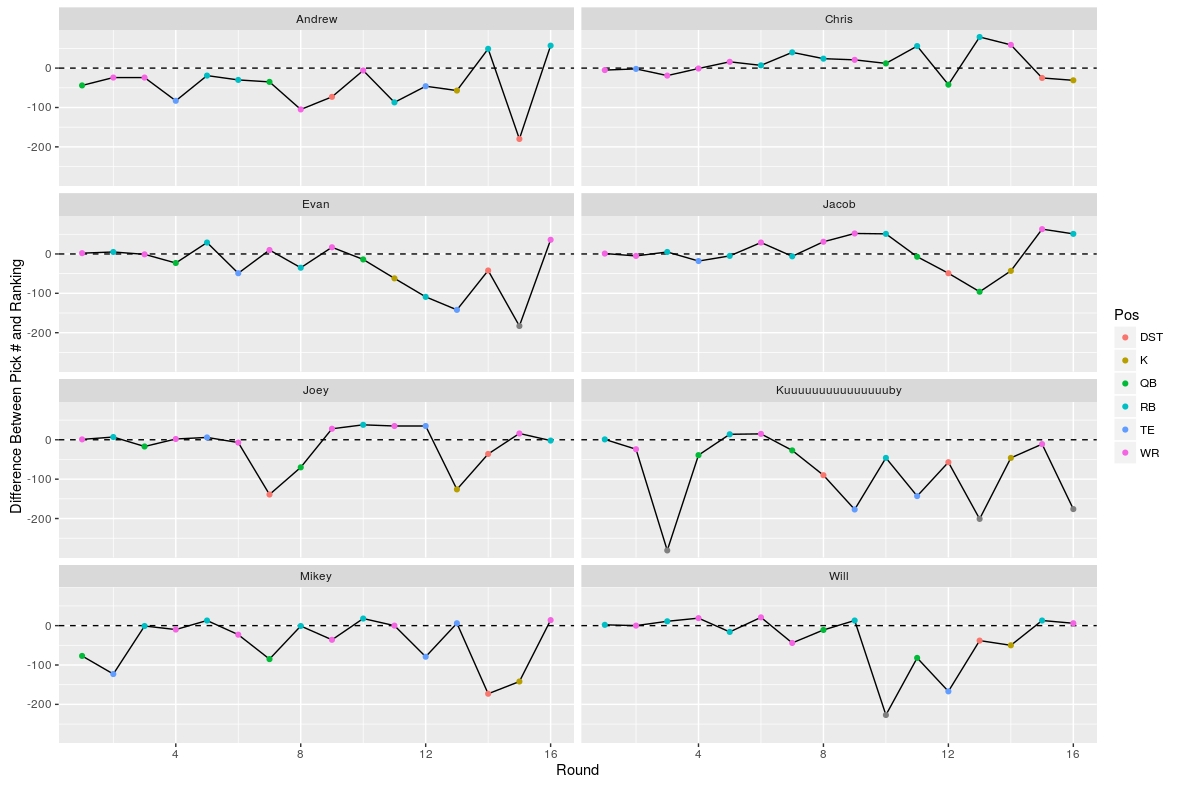 Andrew
Chris
0
-100
-200
Evan
Jacob
0
-100
-200
Joey
Kuuuuuuuuuuuuuuuby
0
-100
-200
Mikey
Will
0
-100
-200
4 8 12 16
4 8 12 16
Round
Difference Between Pick # and Ranking
Pos
DST
K
QB
RB
TE
WR